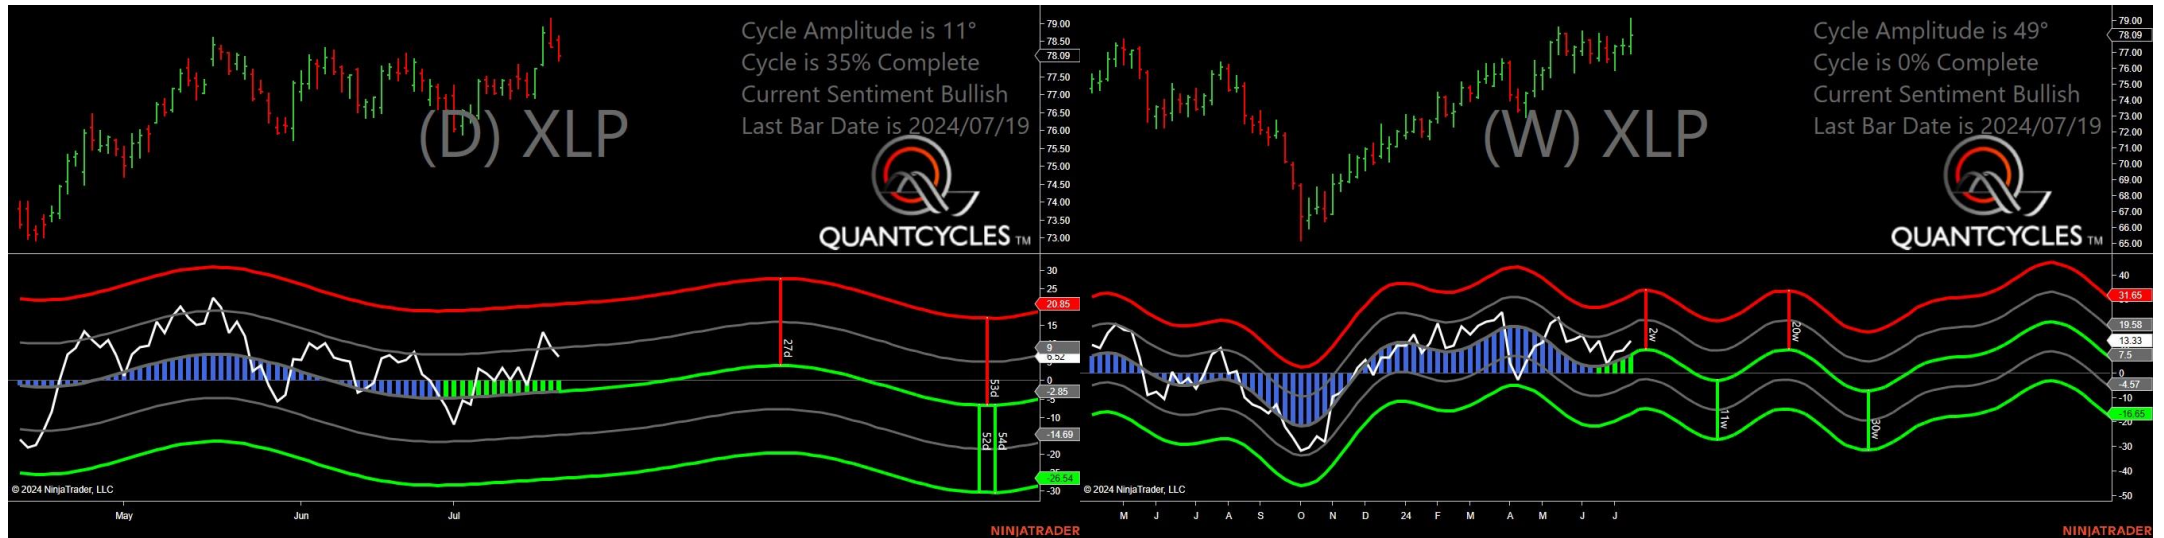 Cycle Amplitude is 11°
Cycle is 35% Complete
Current Sentiment Bullish
Last Bar Date is 2024/07/19
(D) XLP
QUANTCYCLES TM
79.00
78.50
78.09
77.50
77.00
76.50
76.00
75.50
75.00
74.50
74.00
73.50
73.00
30
25
20.85
15
9
6.52
0
-2.85
-5
-10
-14.69
-20
-26.54
-30
27d
53d
52d
54d
© 2024 NinjaTrader, LLC
May Jun Jul
NINJATRADER
Cycle Amplitude is 49°
Cycle is 0% Complete
Current Sentiment Bullish
Last Bar Date is 2024/07/19
(W) XLP
QUANTCYCLES TM
79.00
78.09
77.00
76.00
75.00
74.00
73.00
72.00
71.00
70.00
69.00
68.00
67.00
66.00
65.00
40
31.65
19.58
13.33
7.5
0
-4.57
-10
-16.65
-20
-30
-40
-50
2w
20w
11w
30w
© 2024 NinjaTrader, LLC
M J J A S O N D 24 F M A M J J
NINJATRADER